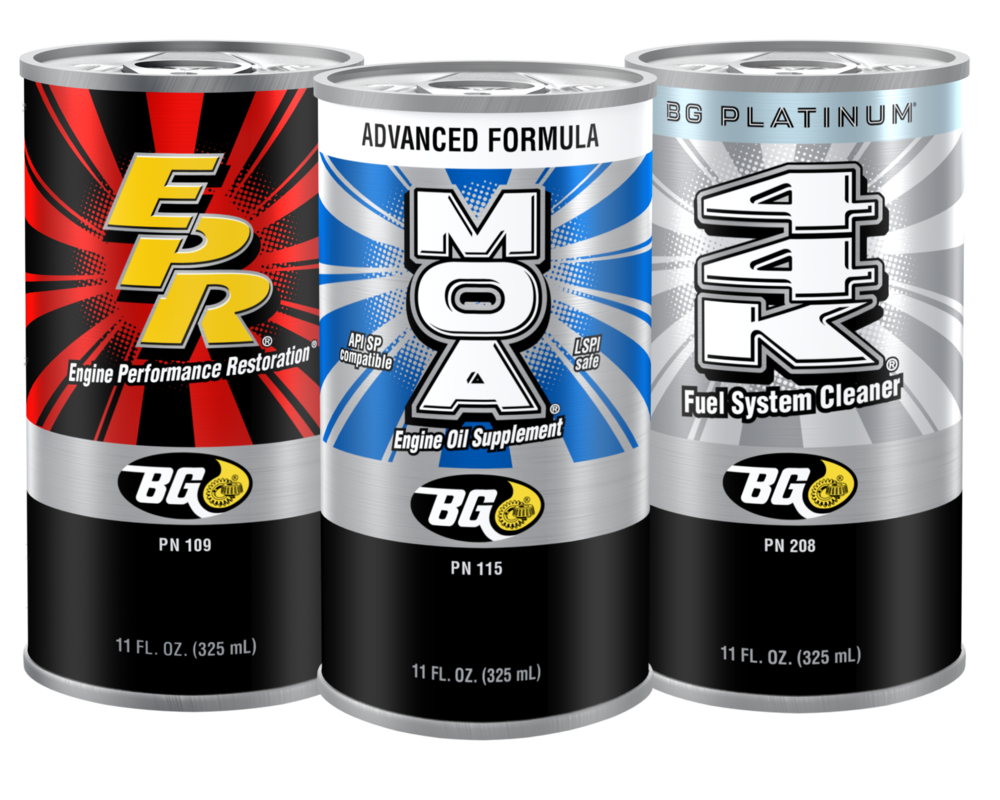 EPR®
Engine Performance Restoration®
BG
PN 109
11 FL. OZ. (325 mL)
ADVANCED FORMULA
MOA®
API SP
compatible
LSPI
safe
Engine Oil Supplement
BG
PN 115
11 FL. OZ. (325 mL)
BG PLATINUM®
44K®
Fuel System Cleaner
BG
PN 208
11 FL. OZ. (325 mL)